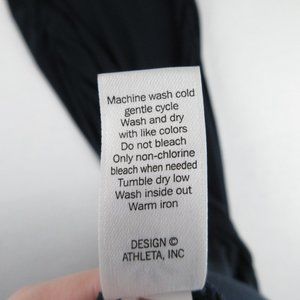 Machine wash cold
gentle cycle
Wash and dry
with like colors
Do not bleach
Only non-chlorine
bleach when needed
Tumble dry low
Wash inside out
Warm iron
DESIGN ©
ATHLETA, INC